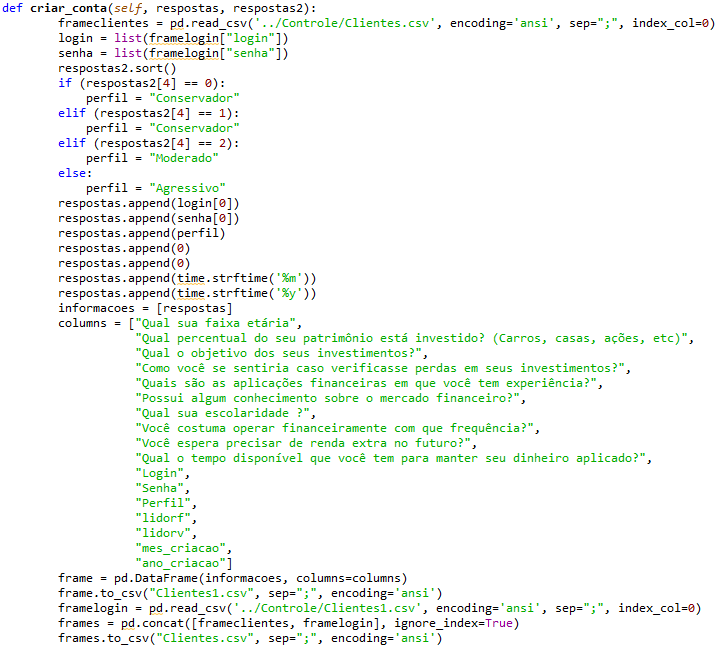 def criar_conta(self, respostas, respostas2):
frameclientes = pd.read_csv('../Controle/Clientes.csv', encoding='ansi', sep=";", index_col=0)
login = list(framelogin["login"])
senha = list(framelogin["senha"])
respostas2.sort()
if (respostas2[4] == 0):
perfil = "Conservador"
elif (respostas2[4] == 1):
perfil = "Conservador"
elif (respostas2[4] == 2):
perfil = "Moderado"
else:
perfil = "Agressivo"
respostas.append(login[0])
respostas.append(senha[0])
respostas.append(perfil)
respostas.append(0)
respostas.append(0)
respostas.append(time.strftime('%m'))
respostas.append(time.strftime('%y'))
informacoes = [respostas]
columns = ["Qual sua faixa etária",
"Qual percentual do seu patrimônio está investido? (Carros, casas, ações, etc)",
"Qual o objetivo dos seus investimentos?",
"Como você se sentiria caso verificasse perdas em seus investimentos?",
"Quais são as aplicações financeiras em que você tem experiência?",
"Possui algum conhecimento sobre o mercado financeiro?",
"Qual sua escolaridade ?",
"Você costuma operar financeiramente com que frequência?",
"Você espera precisar de renda extra no futuro?",
"Qual o tempo disponível que você tem para manter seu dinheiro aplicado?",
"Login",
"Senha",
"Perfil",
"lidorf",
"lidorv",
"mes_criacao",
"ano_criacao"]
frame = pd.DataFrame(informacoes, columns=columns)
frame.to_csv("Clientes1.csv", sep=";", encoding='ansi')
framelogin = pd.read_csv('../Controle/Clientes1.csv', encoding='ansi', sep=";", index_col=0)
frames = pd.concat([frameclientes, framelogin], ignore_index=True)
frames.to_csv("Clientes.csv", sep=";", encoding='ansi')